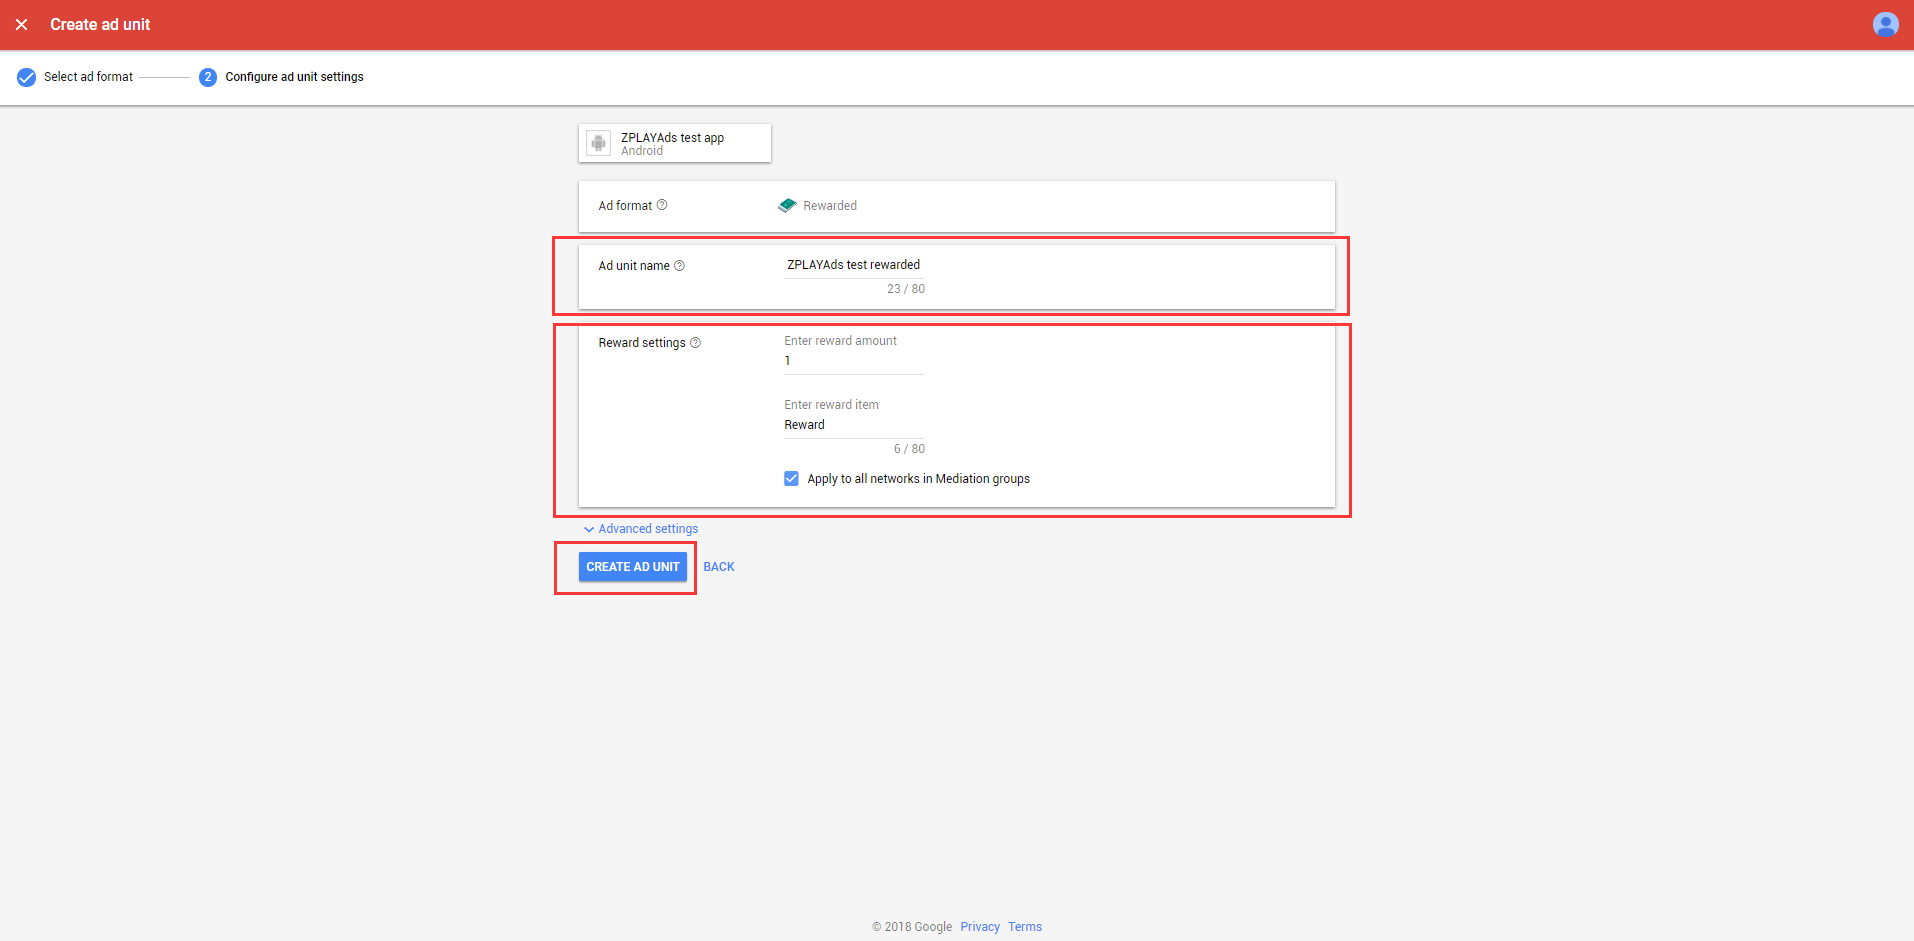 Create ad unit
Select ad format
2 Configure ad unit settings
ZPLAYAds test app
Android
Ad format
Rewarded
Ad unit name
ZPLAYAds test rewarded
23 / 80
Reward settings
Enter reward amount
1
Enter reward item
Reward
6 / 80
Apply to all networks in Mediation groups
Advanced settings
CREATE AD UNIT BACK
© 2018 Google Privacy Terms